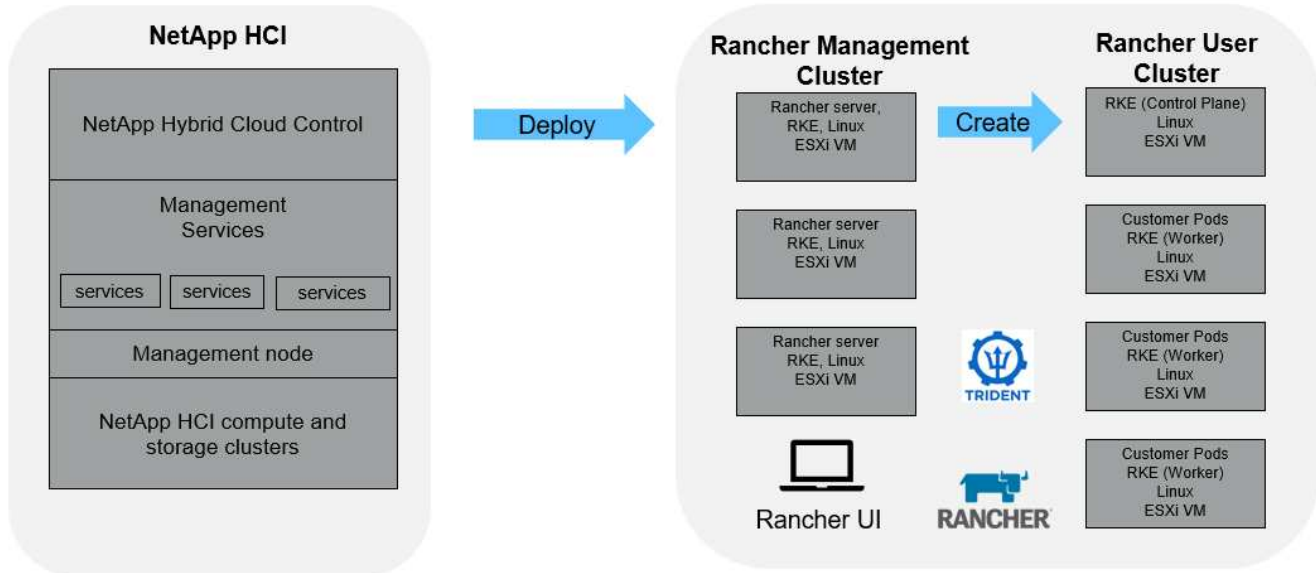 NetApp HCI
NetApp Hybrid Cloud Control
Management
Services
services
services
services
Management node
NetApp HCI compute and
storage clusters
Deploy
Rancher Management
Cluster
Rancher server,
RKE, Linux
ESXi VM
Rancher server
RKE, Linux
ESXi VM
Rancher server
RKE, Linux
ESXi VM
Rancher UI
Create
TRIDENT
RANCHER
Rancher User
Cluster
RKE (Control Plane)
Linux
ESXi VM
Customer Pods
RKE (Worker)
Linux
ESXi VM
Customer Pods
RKE (Worker)
Linux
ESXi VM
Customer Pods
RKE (Worker)
Linux
ESXi VM